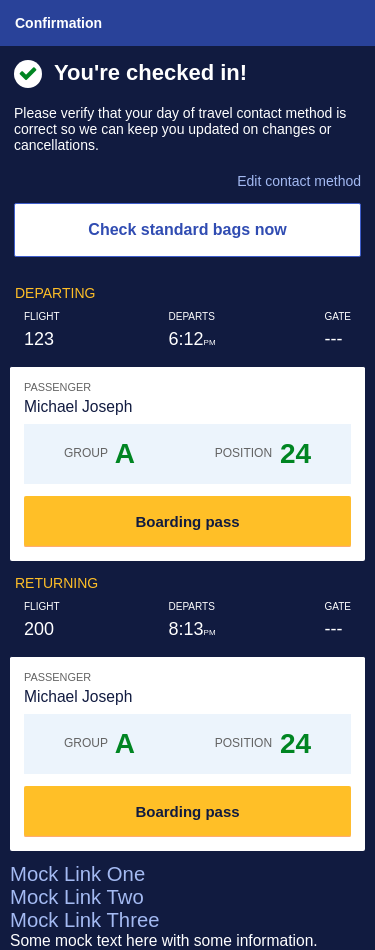 Confirmation
You're checked in!
Please verify that your day of travel contact method is
correct so we can keep you updated on changes or
cancellations.
Edit contact method
Check standard bags now
DEPARTING
FLIGHT DEPARTS GATE
123 6:12PM ---
PASSENGER
Michael Joseph
GROUP A POSITION 24
Boarding pass
RETURNING
FLIGHT DEPARTS GATE
200 8:13PM ---
PASSENGER
Michael Joseph
GROUP A POSITION 24
Boarding pass
Mock Link One
Mock Link Two
Mock Link Three
Some mock text here with some information.